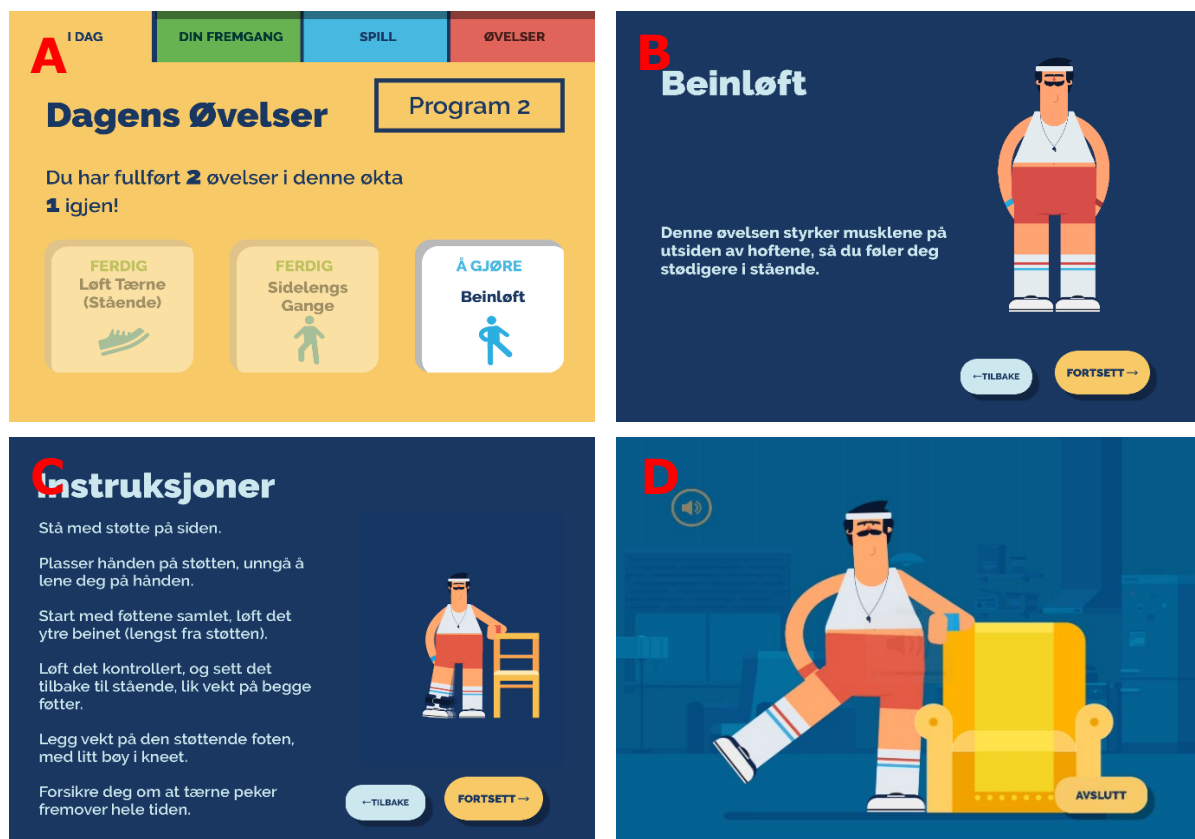 A
I DAG
DIN FREMGANG
SPILL
ØVELSER
Dagens Øvelser
Program 2
Du har fullført 2 øvelser i denne økta
1 igjen!
FERDIG
Løft Tærne
(Stående)
FERDIG
Sidelengs
Gange
Å GJØRE
Beinløft
B
Beinløft
Denne øvelsen styrker musklene på
utsiden av hoftene, så du føler deg
stødigere i stående.
←TILBAKE
FORTSETT→
C
Instruksjoner
Stå med støtte på siden.
Plasser hånden på støtten, unngå å
lene deg på hånden.
Start med føttene samlet, løft det
ytre beinet (lengst fra støtten).
Løft det kontrollert, og sett det
tilbake til stående, lik vekt på begge
føtter.
Legg vekt på den støttende foten,
med litt bøy i kneet.
Forsikre deg om at tærne peker
fremover hele tiden.
←TILBAKE
FORTSETT→
D
AVSLUTT